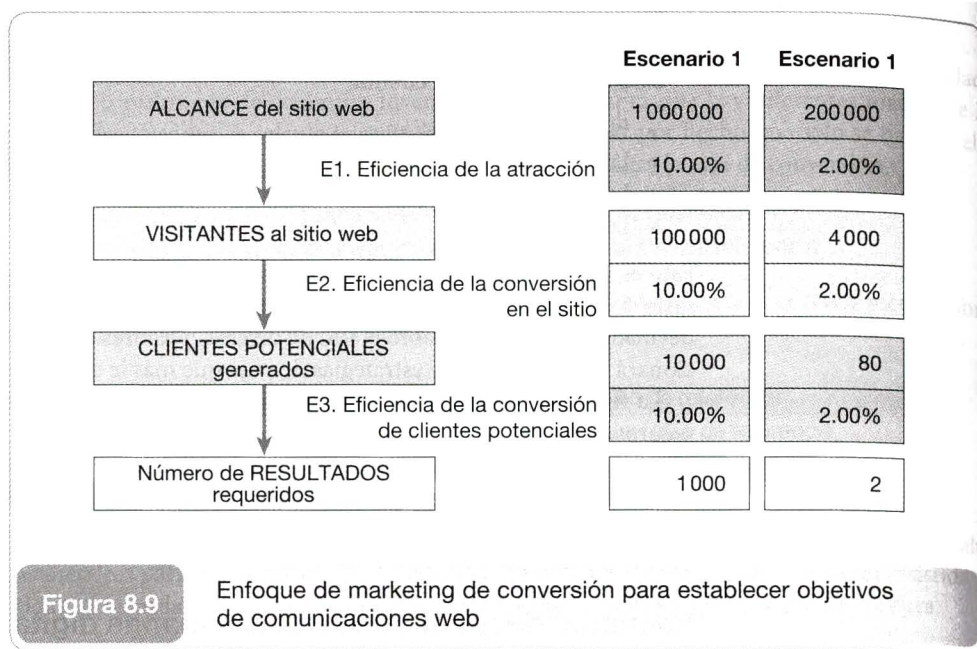 Escenario 1 Escenario 1
ALCANCE del sitio web 1 000 000 200 000
E1. Eficiencia de la atracción 10.00% 2.00%
VISITANTES al sitio web 100 000 4 000
E2. Eficiencia de la conversión
en el sitio 10.00% 2.00%
CLIENTES POTENCIALES
generados 10 000 80
E3. Eficiencia de la conversión
de clientes potenciales 10.00% 2.00%
Número de RESULTADOS
requeridos 1 000 2
Figura 8.9 Enfoque de marketing de conversión para establecer objetivos
de comunicaciones web